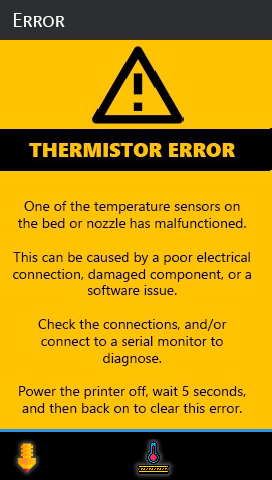 Error
THERMISTOR ERROR
One of the temperature sensors on
the bed or nozzle has malfunctioned.
This can be caused by a poor electrical
connection, damaged component, or a
software issue.
Check the connections, and/or
connect to a serial monitor to
diagnose.
Power the printer off, wait 5 seconds,
and then back on to clear this error.